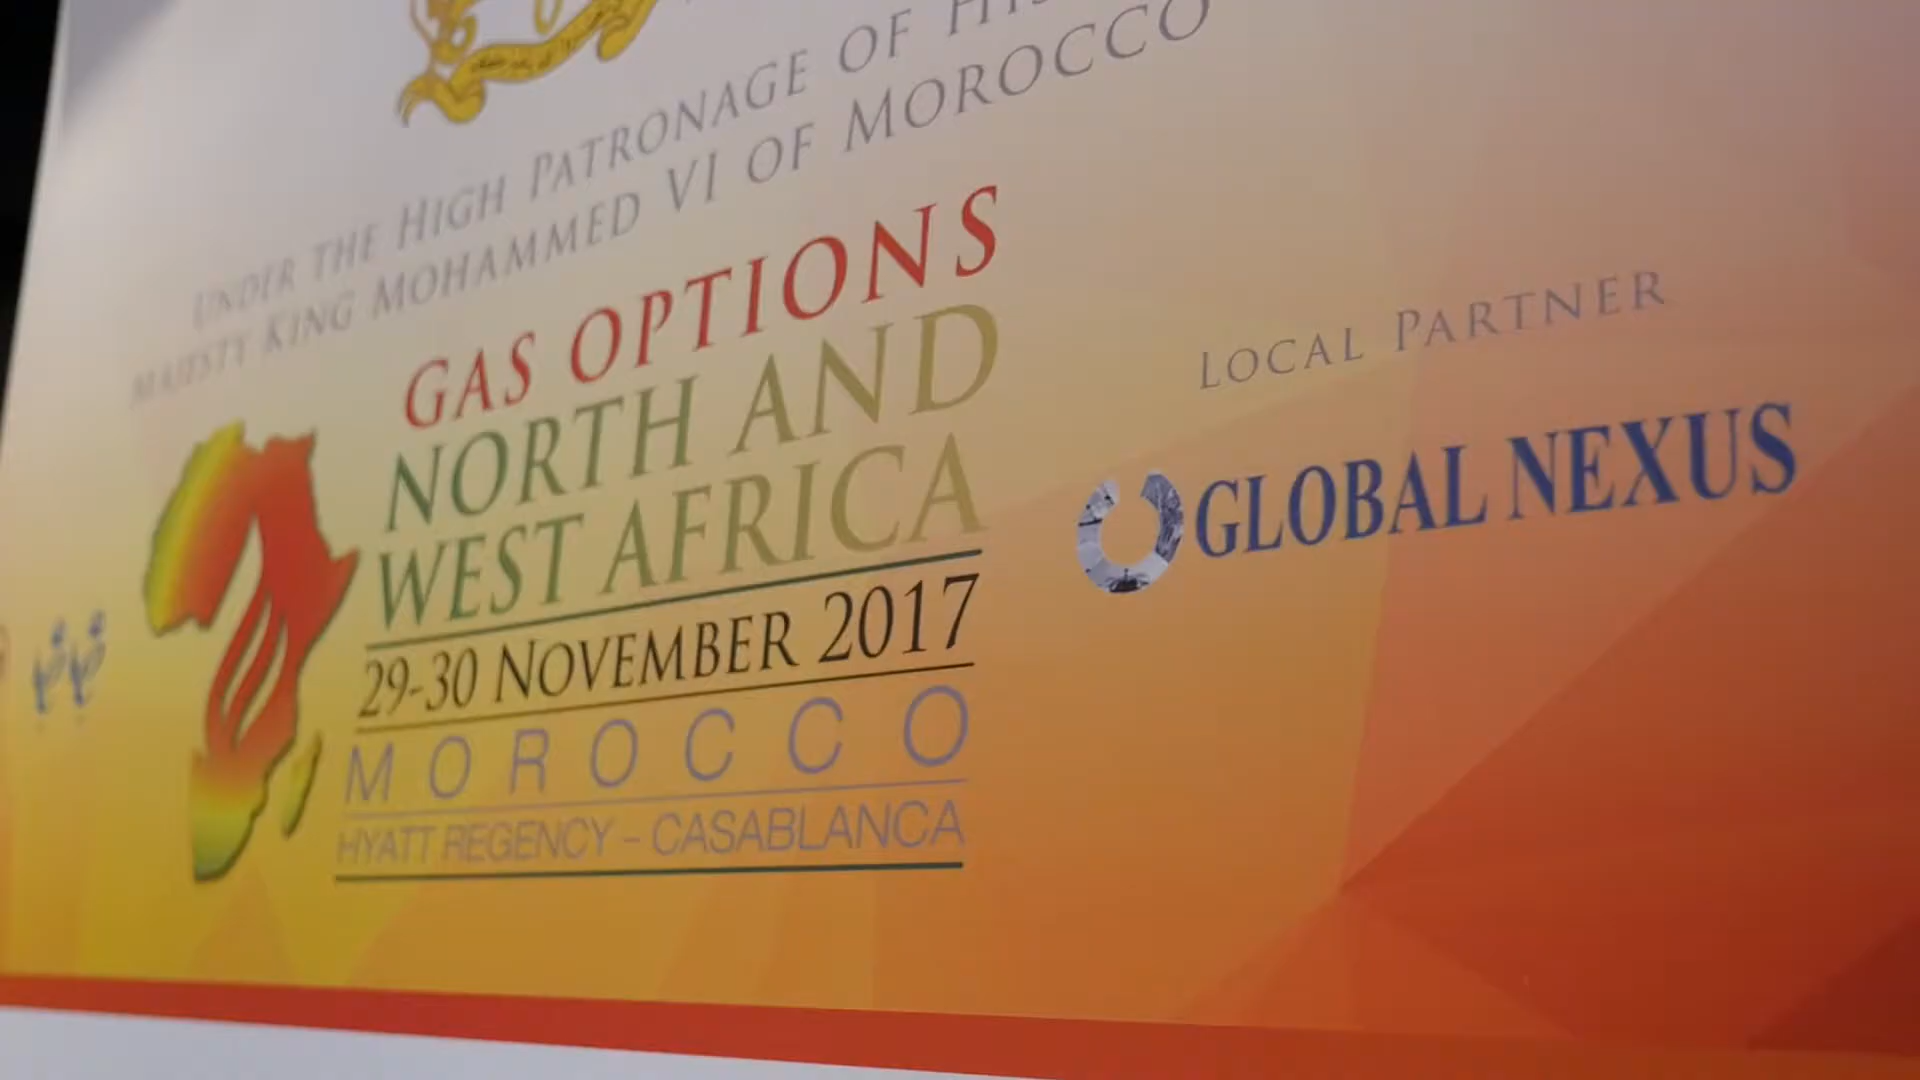 UNDER THE HIGH PATRONAGE OF HIS
MAJESTY KING MOHAMMED VI OF MOROCCO
GAS OPTIONS
NORTH AND
WEST AFRICA
29-30 NOVEMBER 2017
MOROCCO
HYATT REGENCY – CASABLANCA
LOCAL PARTNER
GLOBAL NEXUS